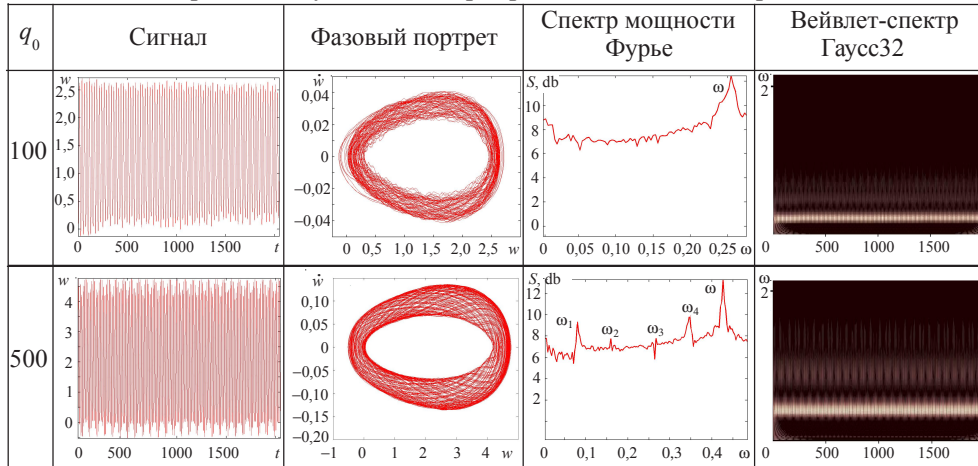 q₀
Сигнал
Фазовый портрет
Спектр мощности
Фурье
Вейвлет-спектр
Гаусс32
100
w
2,5
2,0
1,5
1,0
0,5
0
0 500 1000 1500 t
ẇ
0,04
0,02
0
−0,02
−0,04
0 0,5 1,0 1,5 2,0 2,5 w
S, db
10
8
6
4
2
0
ω
0 0,05 0,10 0,15 0,20 0,25 ω
ω
2
0
500 1000 1500
500
w
4
3
2
1
0
0 500 1000 1500 t
ẇ
0,10
0,05
0
−0,05
−0,10
−0,15
−0,20
−1 0 1 2 3 4 w
S, db
12
10
8
6
4
2
ω₁ ω₂ ω₃ ω₄ ω
0 0,1 0,2 0,3 0,4 ω
ω
2
0
500 1000 1500